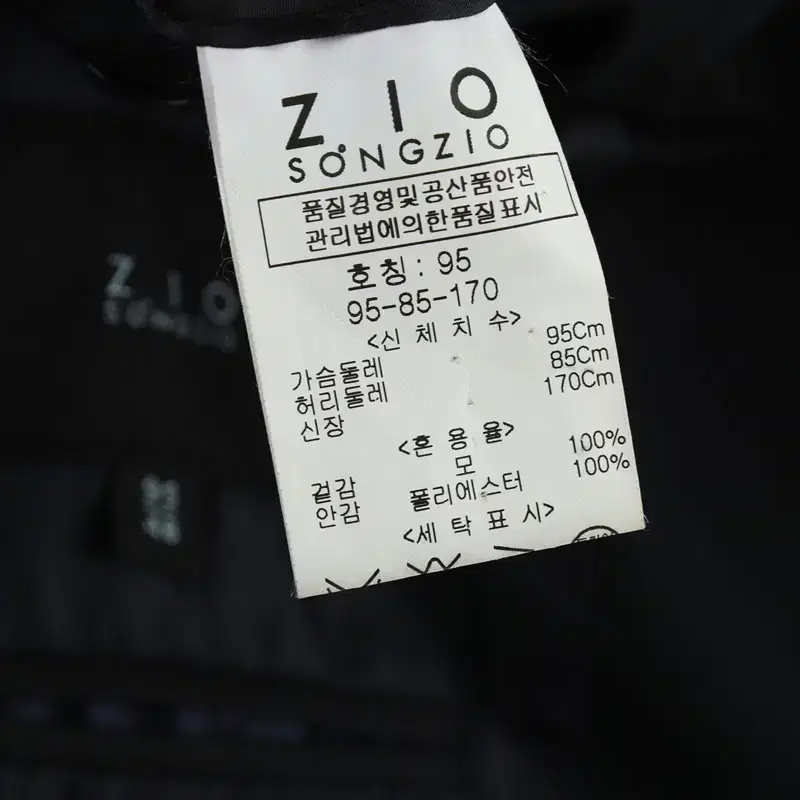 ZIO
SONGZIO
품질경영및공산품안전
관리법에의한품질표시
호칭 : 95
95-85-170
<신 체 치 수>
가슴둘레 95Cm
허리둘레 85Cm
신장 170Cm
<혼 용 율>
겉감 모 100%
안감 폴리에스터 100%
<세 탁 표 시>
ZIO
SONGZIO